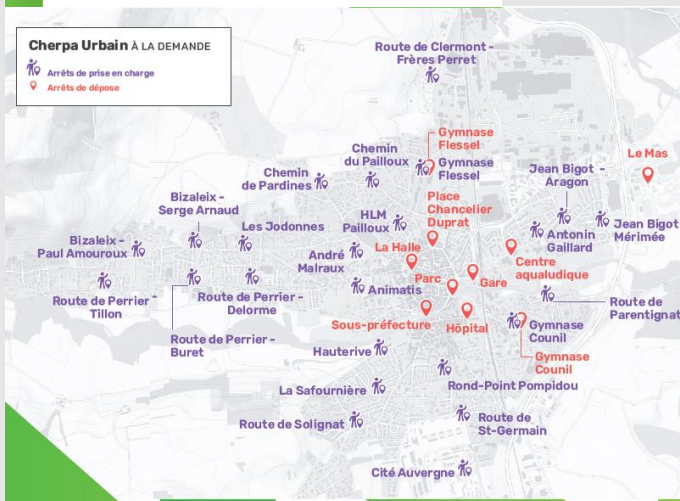 Cherpa Urbain À LA DEMANDE
Arrêts de prise en charge
Arrêts de dépose
Route de Clermont -
Frères Perret
Gymnase
Flessel
Chemin
du Pailloux
Gymnase
Flessel
Le Mas
Jean Bigot -
Aragon
Chemin
de Pardines
Bizaleix -
Serge Arnaud
Place
Chancelier
Duprat
HLM
Pailloux
Les Jodonnes
Jean Bigot
Mérimée
Antonin
Gaillard
Bizaleix -
Paul Amouroux
La Halle
André
Malraux
Centre
aqualudique
Parc
Gare
Animatis
Route de Perrier -
Tillon
Route de Perrier -
Delorme
Route de
Parentignat
Sous-préfecture
Hôpital
Gymnase
Counil
Route de Perrier -
Buret
Hauterive
Gymnase
Counil
La Safournière
Rond-Point Pompidou
Route de Solignat
Route de
St-Germain
Cité Auvergne